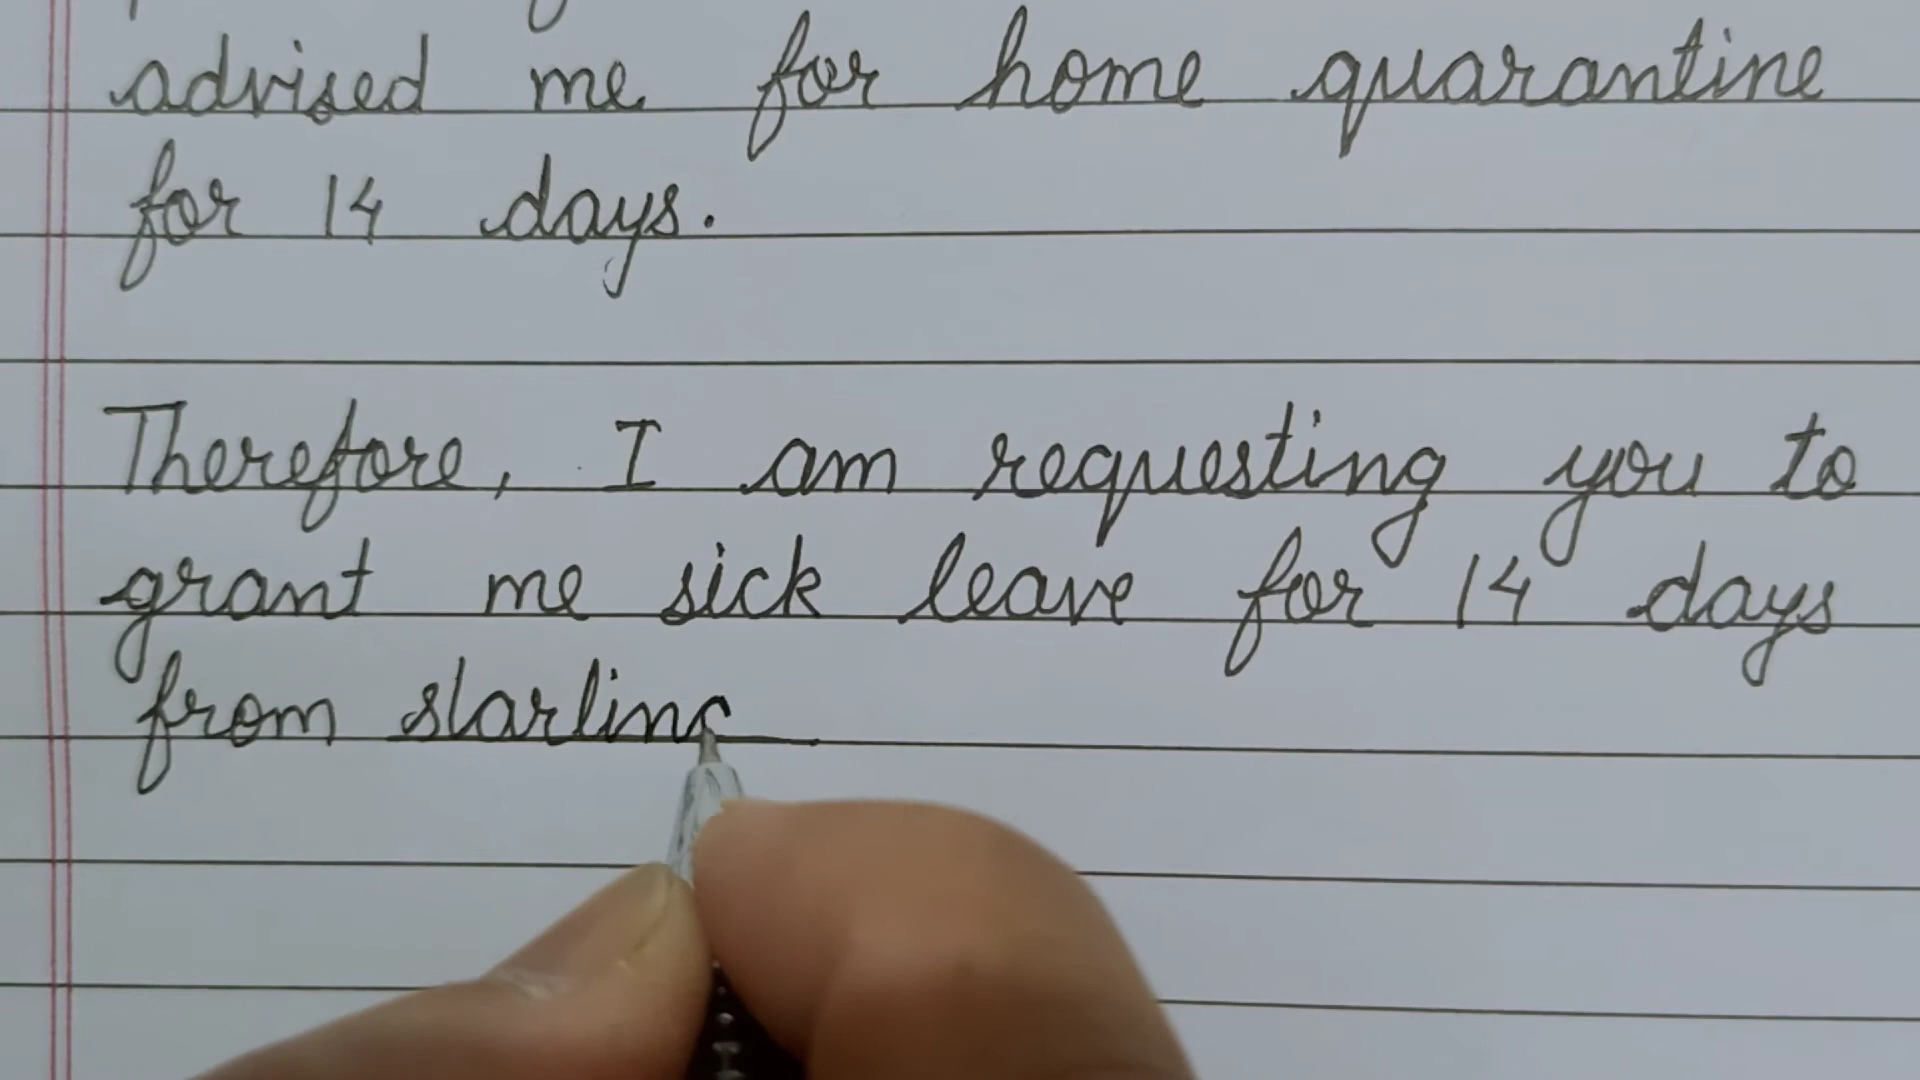 advised me for home quarantine
for 14 days.
Therefore, I am requesting you to
grant me sick leave for 14 days
from